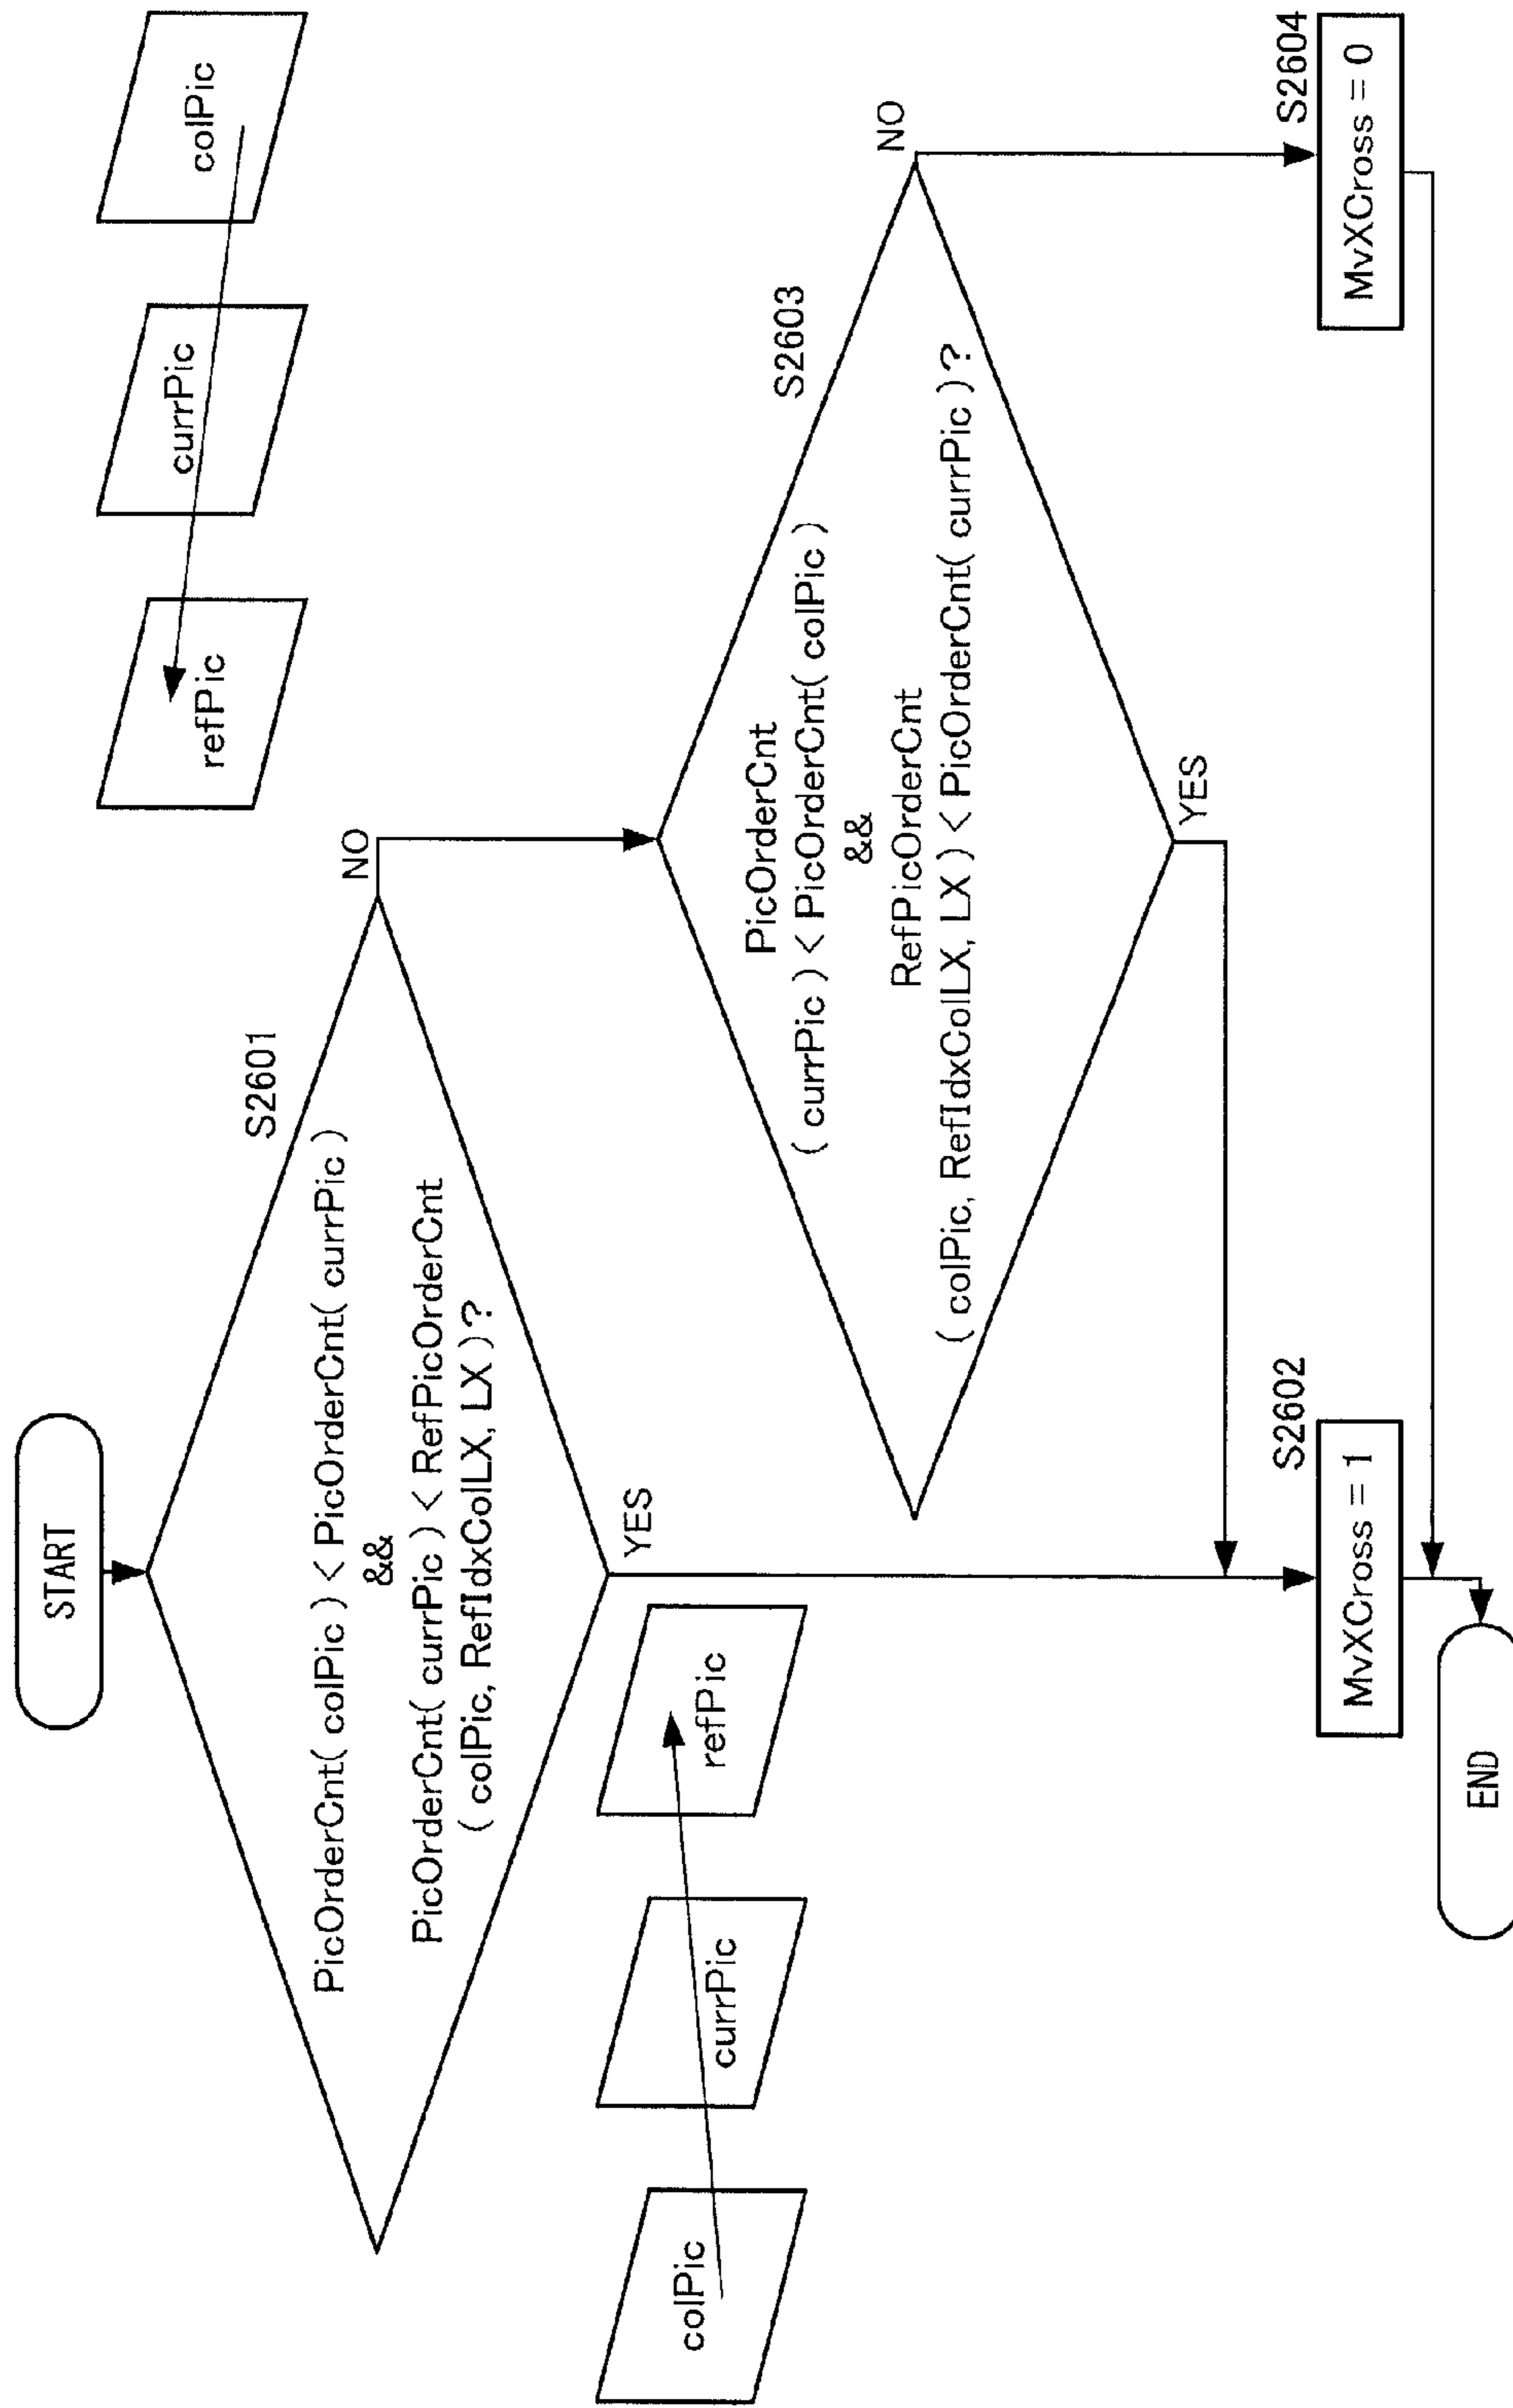 START
S2601
PicOrderCnt( colPic ) < PicOrderCnt( currPic )
&&
PicOrderCnt( currPic ) < RefPicOrderCnt
( colPic, RefIdxColLX, LX )?
NO
YES
refPic
currPic
colPic
colPic
currPic
refPic
S2603
PicOrderCnt
( currPic ) < PicOrderCnt( colPic )
&&
RefPicOrderCnt
( colPic, RefIdxColLX, LX ) < PicOrderCnt( currPic )?
NO
YES
S2602
MvXCross = 1
S2604
MvXCross = 0
END